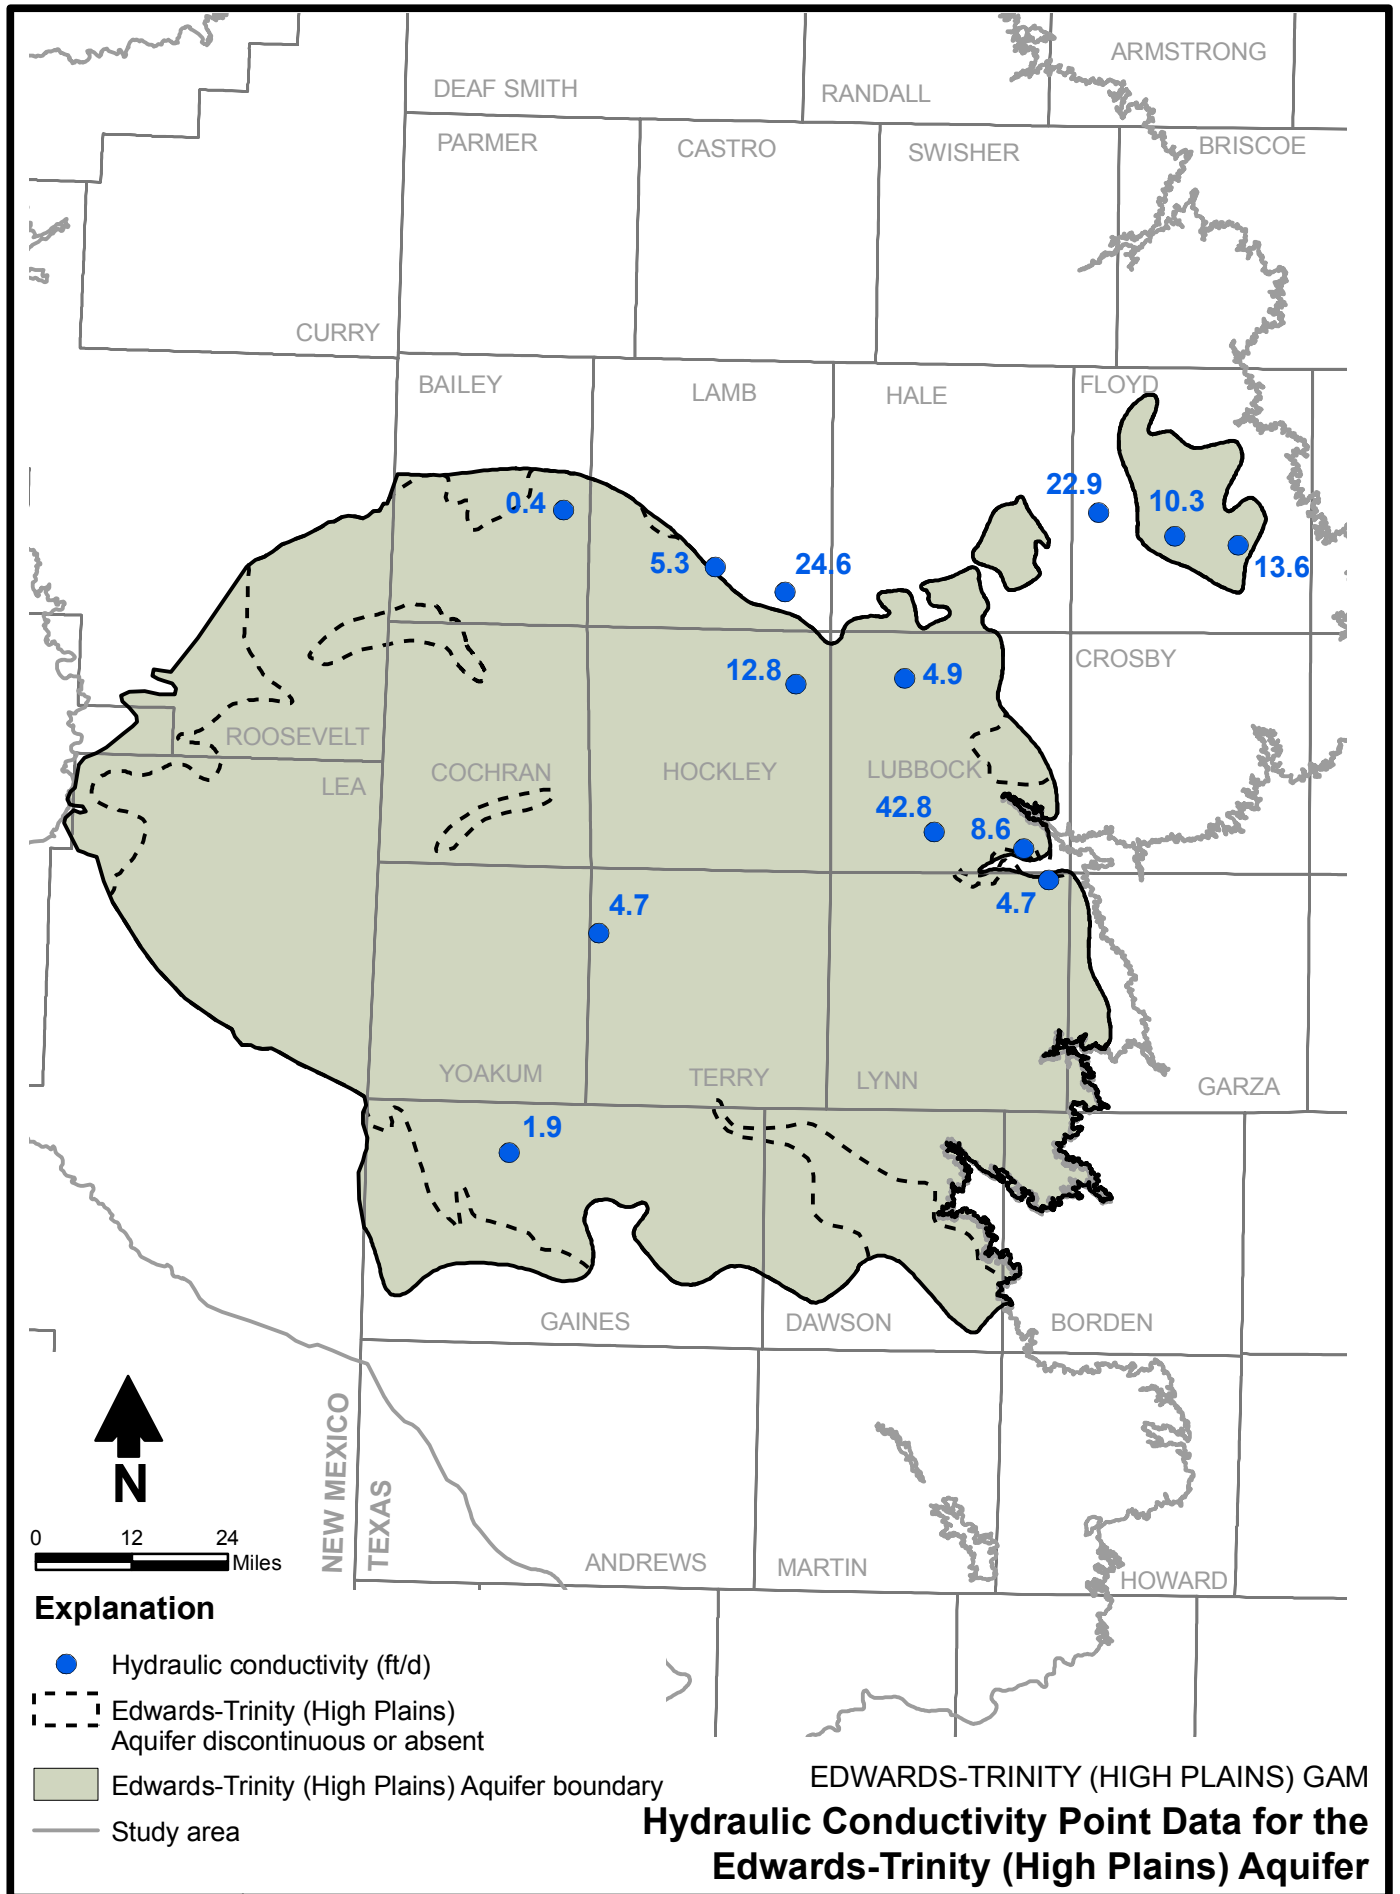 ARMSTRONG
DEAF SMITH
RANDALL
PARMER
CASTRO
SWISHER
BRISCOE
CURRY
BAILEY
LAMB
HALE
FLOYD
0.4
22.9
10.3
5.3
24.6
13.6
12.8
4.9
CROSBY
ROOSEVELT
LEA
COCHRAN
HOCKLEY
LUBBOCK
42.8
8.6
4.7
4.7
YOAKUM
TERRY
LYNN
GARZA
1.9
GAINES
DAWSON
BORDEN
NEW MEXICO
TEXAS
N
0 12 24
Miles
ANDREWS
MARTIN
HOWARD
Explanation
Hydraulic conductivity (ft/d)
Edwards-Trinity (High Plains)
Aquifer discontinuous or absent
Edwards-Trinity (High Plains) Aquifer boundary
Study area
EDWARDS-TRINITY (HIGH PLAINS) GAM
Hydraulic Conductivity Point Data for the
Edwards-Trinity (High Plains) Aquifer